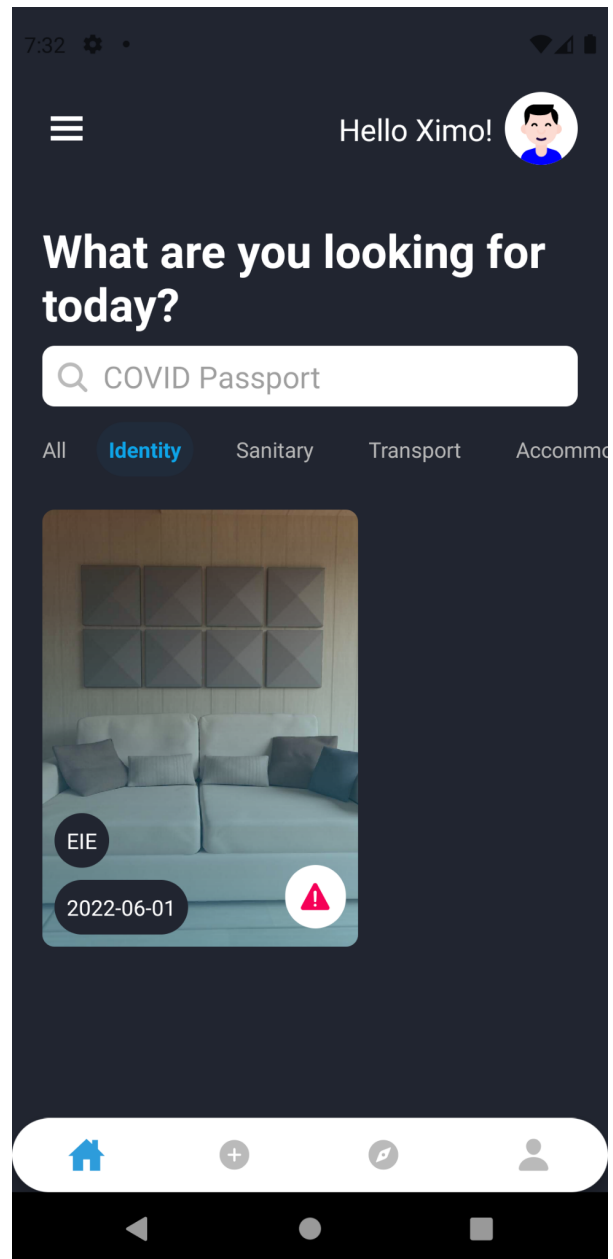 7:32
Hello Ximo!
What are you looking for
today?
COVID Passport
All Identity Sanitary Transport Accommo
EIE
2022-06-01